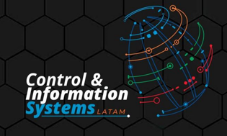 Control &
Information
Systems LATAM